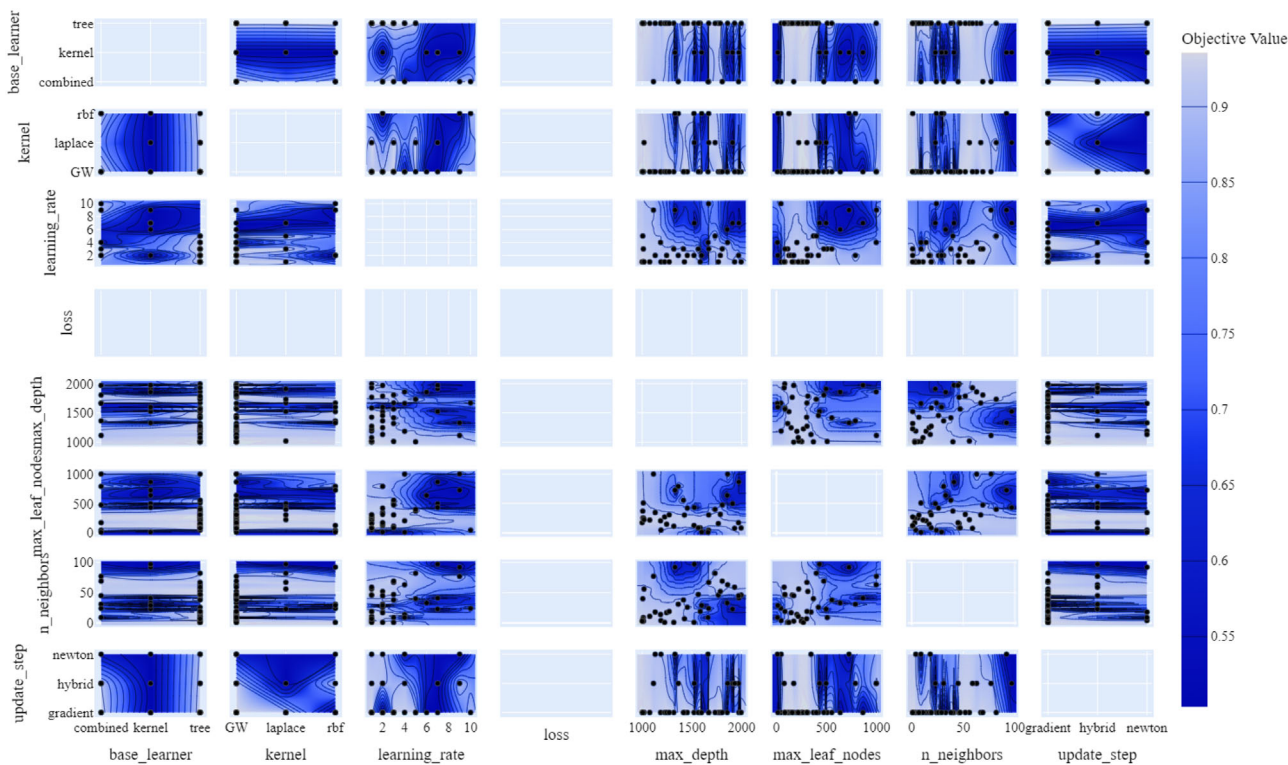 Objective Value
base_learner
tree
kernel
combined
kernel
rbf
laplace
GW
learning_rate
10
8
6
4
2
loss
max_depth
2000
1500
1000
max_leaf_nodes
1000
500
0
n_neighbors
100
50
0
update_step
newton
hybrid
gradient
combined kernel tree
GW laplace rbf
2 4 6 8 10
1000 1500 2000
0 500 1000
0 50 100
gradient hybrid newton
base_learner kernel learning_rate loss max_depth max_leaf_nodes n_neighbors update_step
0.9
0.85
0.8
0.75
0.7
0.65
0.6
0.55